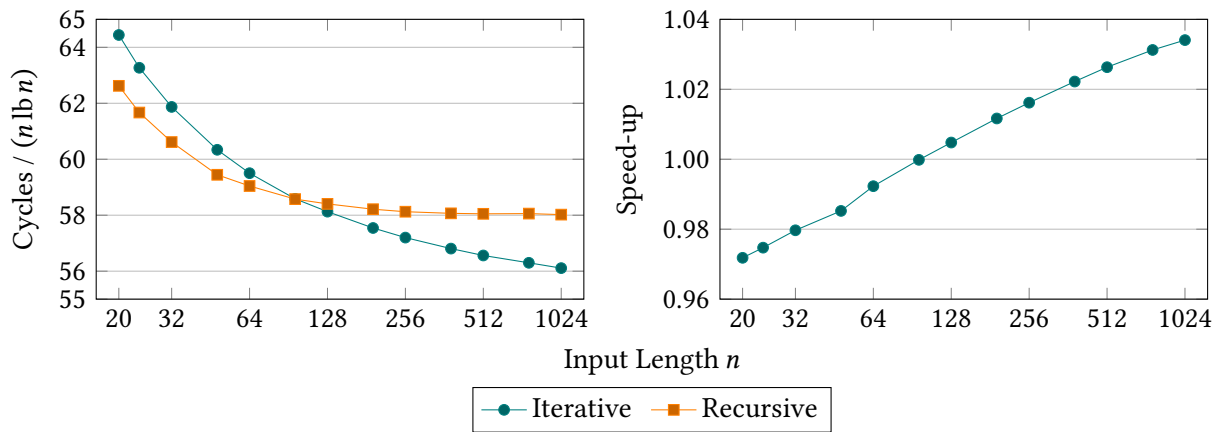 Cycles / (n lb n)
65
64
62
60
58
56
55
20 32 64 128 256 512 1024
Speed-up
1.04
1.02
1.00
0.98
0.96
20 32 64 128 256 512 1024
Input Length n
Iterative Recursive